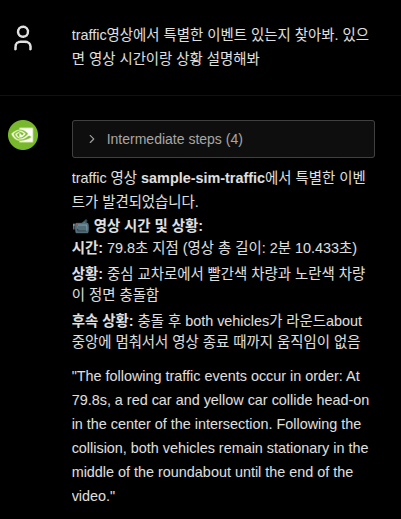 traffic영상에서 특별한 이벤트 있는지 찾아봐. 있으
면 영상 시간이랑 상황 설명해봐
Intermediate steps (4)
traffic 영상 sample-sim-traffic에서 특별한 이벤
트가 발견되었습니다.
📹 영상 시간 및 상황:
시간: 79.8초 지점 (영상 총 길이: 2분 10.433초)
상황: 중심 교차로에서 빨간색 차량과 노란색 차량
이 정면 충돌함
후속 상황: 충돌 후 both vehicles가 라운드about
중앙에 멈춰서서 영상 종료 때까지 움직임이 없음
"The following traffic events occur in order: At
79.8s, a red car and yellow car collide head-on
in the center of the intersection. Following the
collision, both vehicles remain stationary in the
middle of the roundabout until the end of the
video."